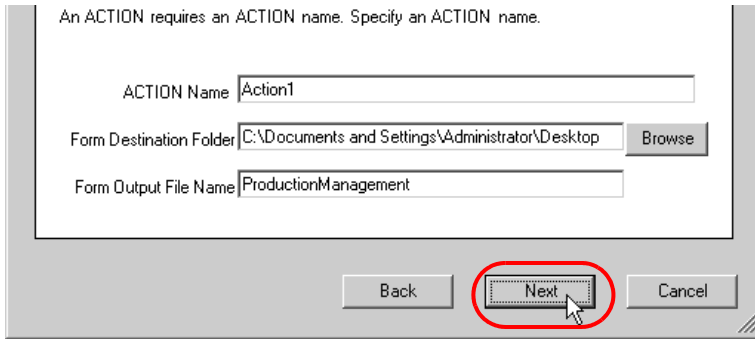 An ACTION requires an ACTION name. Specify an ACTION name.
ACTION Name Action1
Form Destination Folder C:\Documents and Settings\Administrator\Desktop Browse
Form Output File Name ProductionManagement
Back Next Cancel